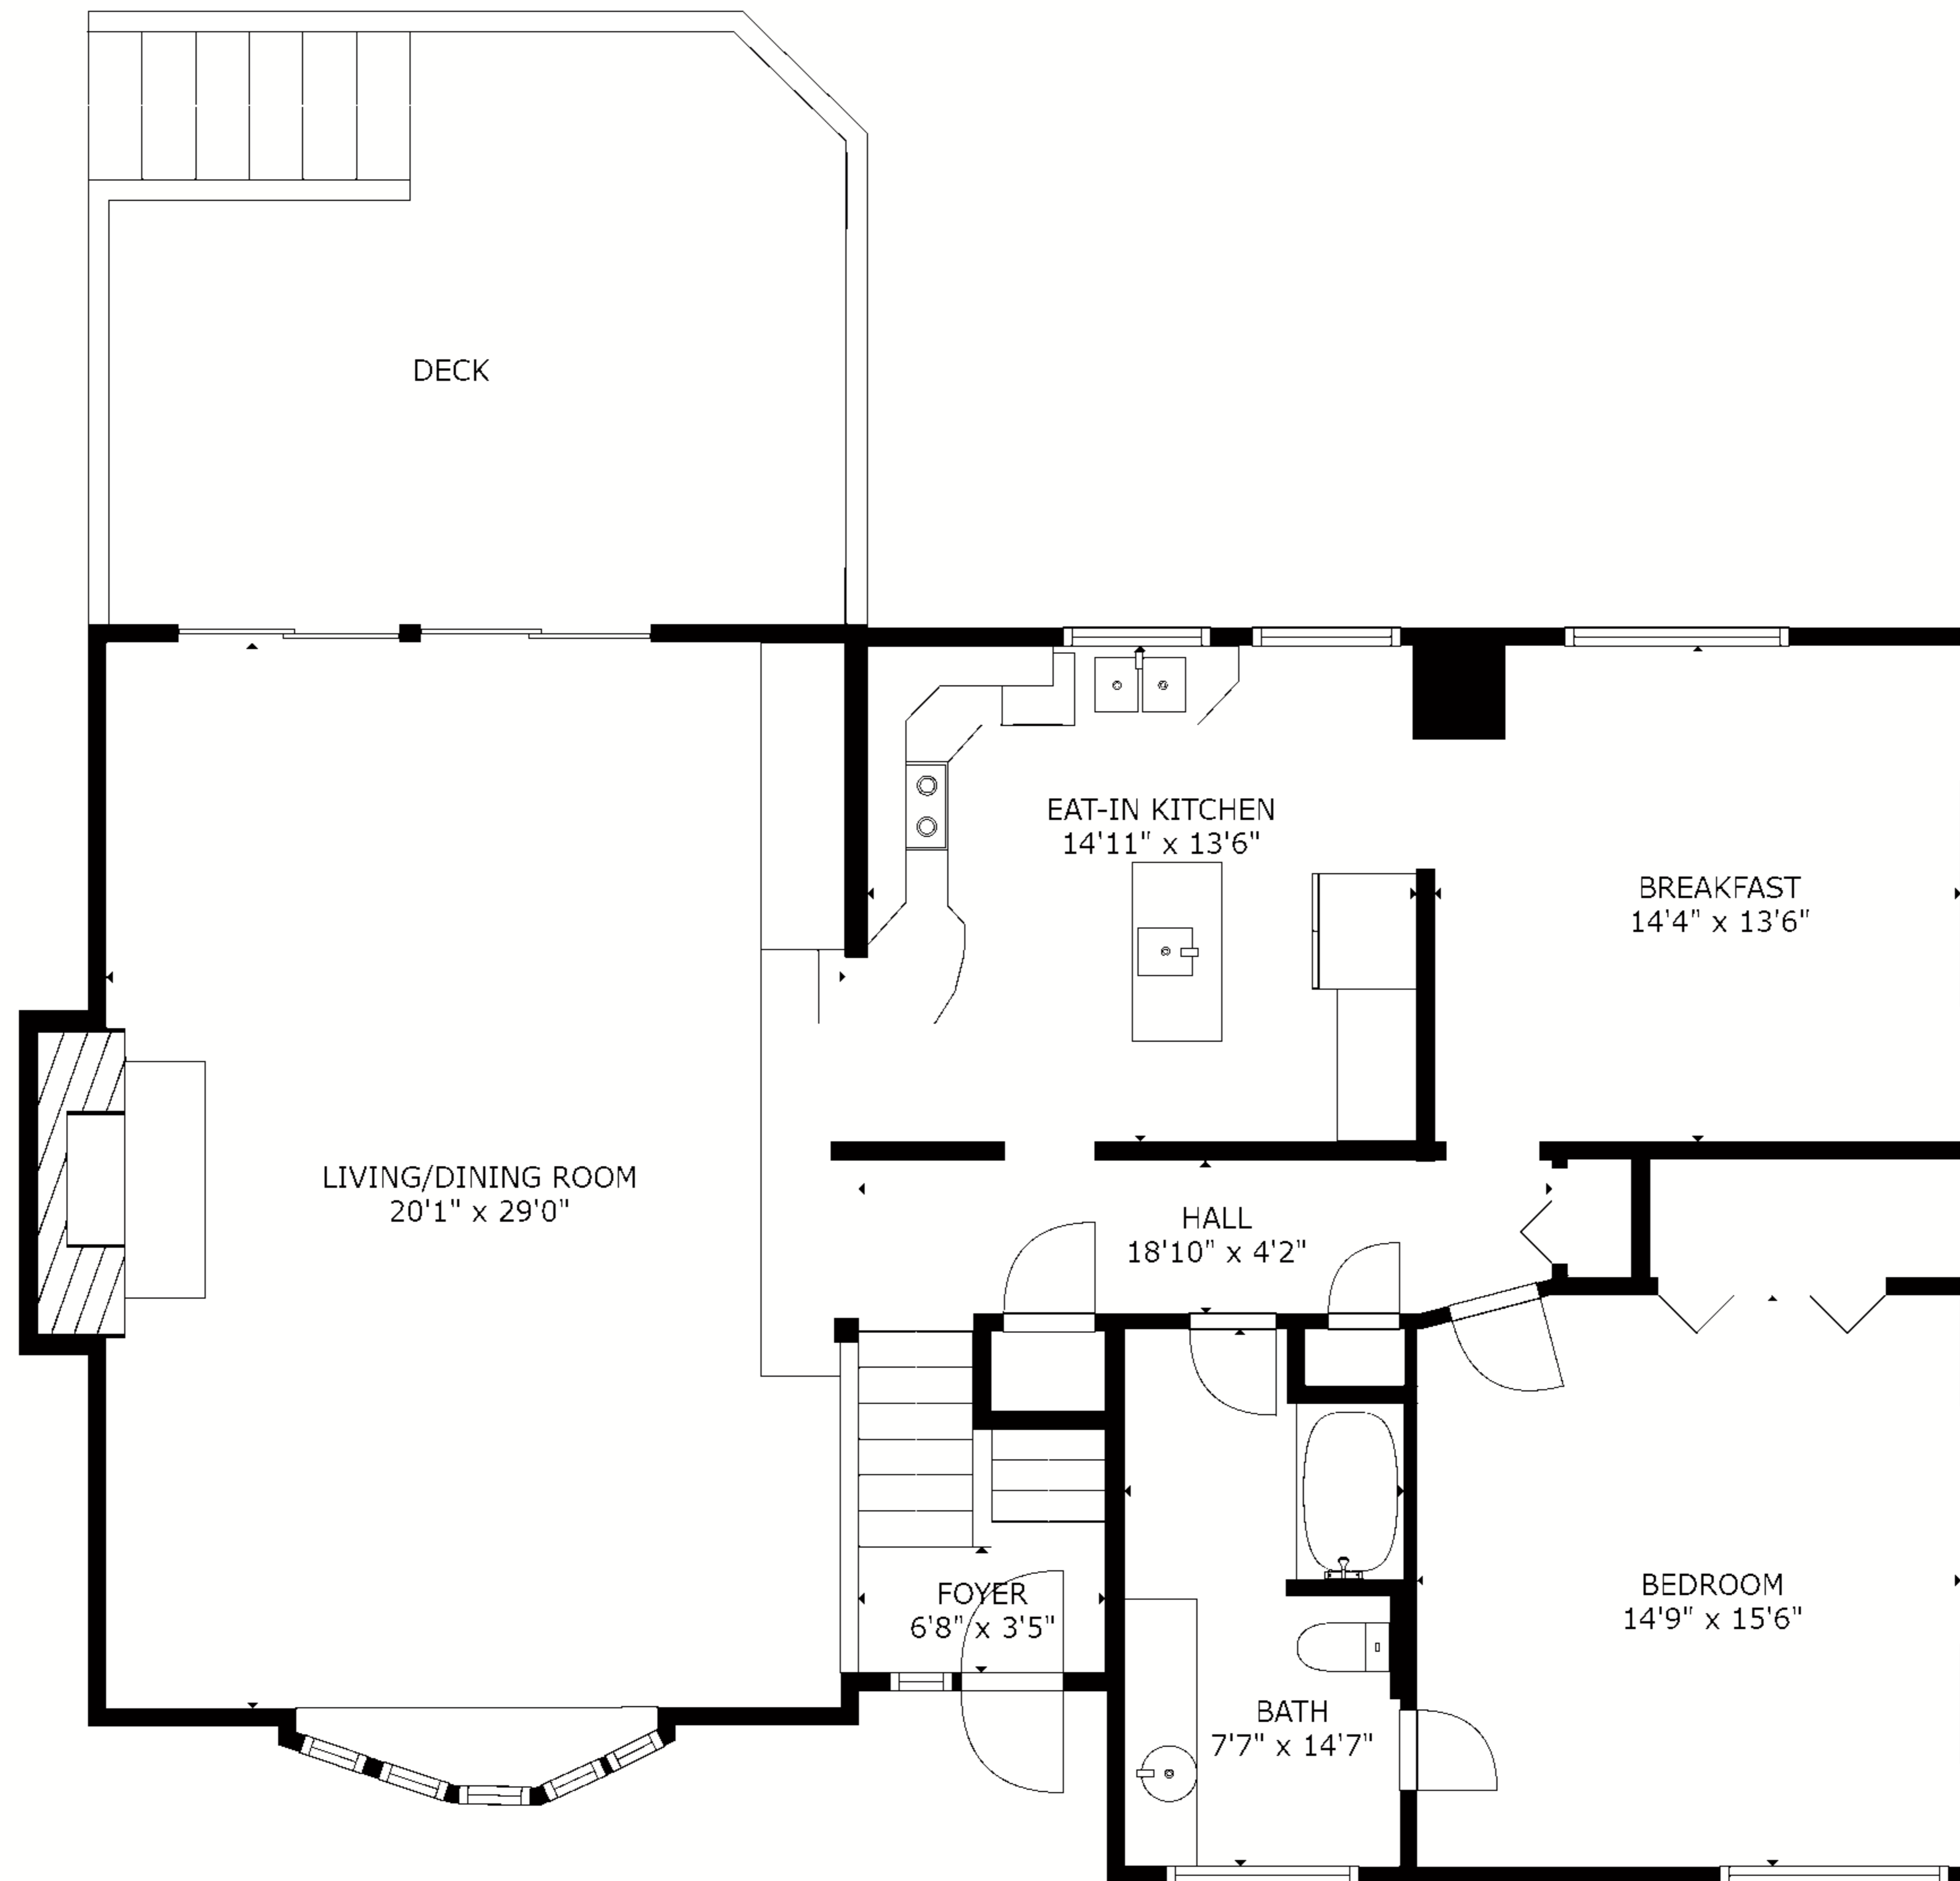 DECK
EAT-IN KITCHEN
14'11" x 13'6"
BREAKFAST
14'4" x 13'6"
LIVING/DINING ROOM
20'1" x 29'0"
HALL
18'10" x 4'2"
FOYER
6'8" x 3'5"
BEDROOM
14'9" x 15'6"
BATH
7'7" x 14'7"